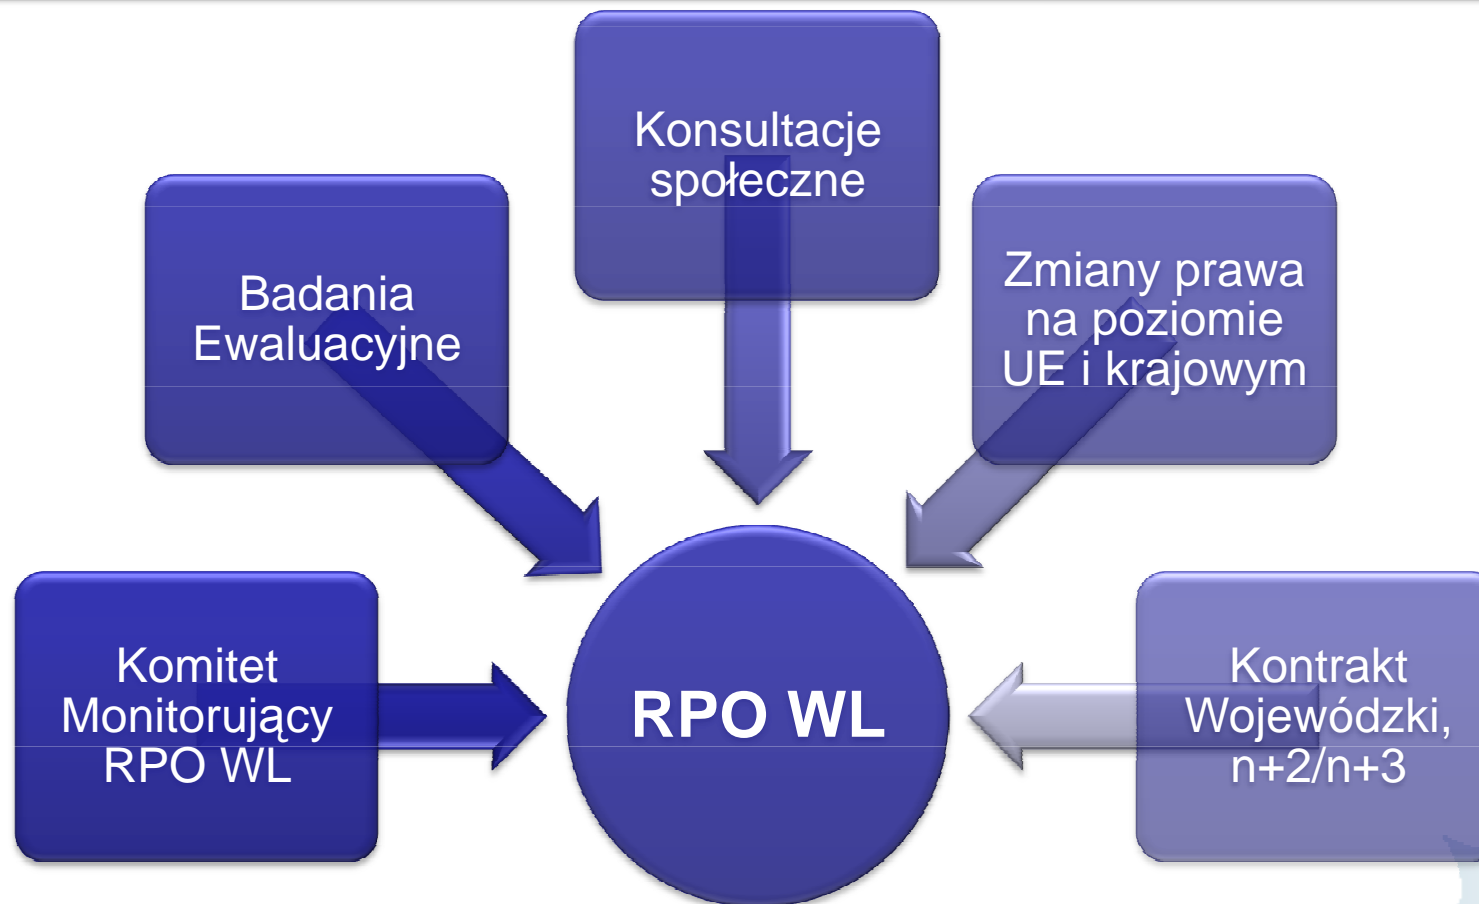 Konsultacje
społeczne
Badania
Ewaluacyjne
Zmiany prawa
na poziomie
UE i krajowym
Komitet
Monitorujący
RPO WL
RPO WL
Kontrakt
Wojewódzki,
n+2/n+3